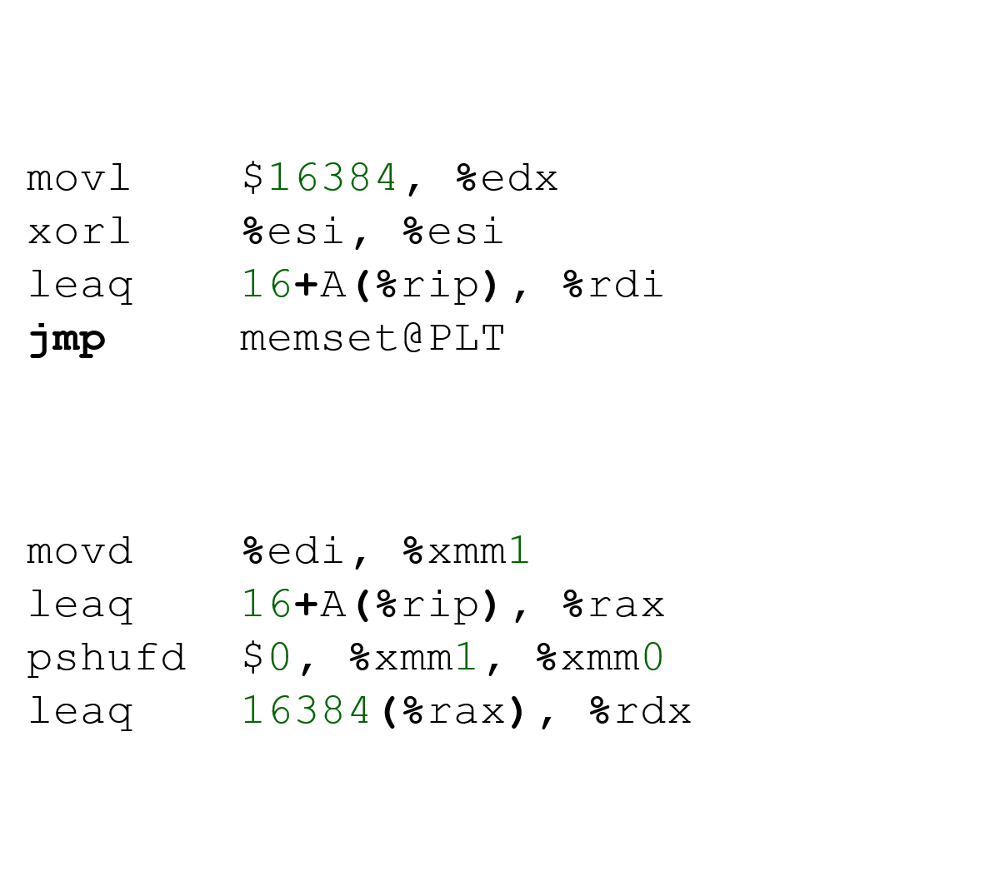 movl    $16384, %edx
xorl    %esi, %esi
leaq    16+A(%rip), %rdi
jmp     memset@PLT
movd    %edi, %xmm1
leaq    16+A(%rip), %rax
pshufd  $0, %xmm1, %xmm0
leaq    16384(%rax), %rdx